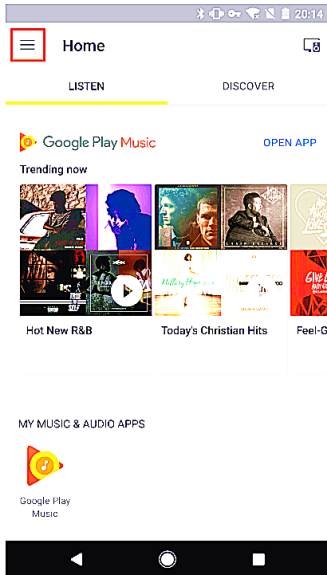 20:14
Home
LISTEN
DISCOVER
Google Play Music
OPEN APP
Trending now
Hot New R&B
Today's Christian Hits
Feel-G
MY MUSIC & AUDIO APPS
Google Play
Music